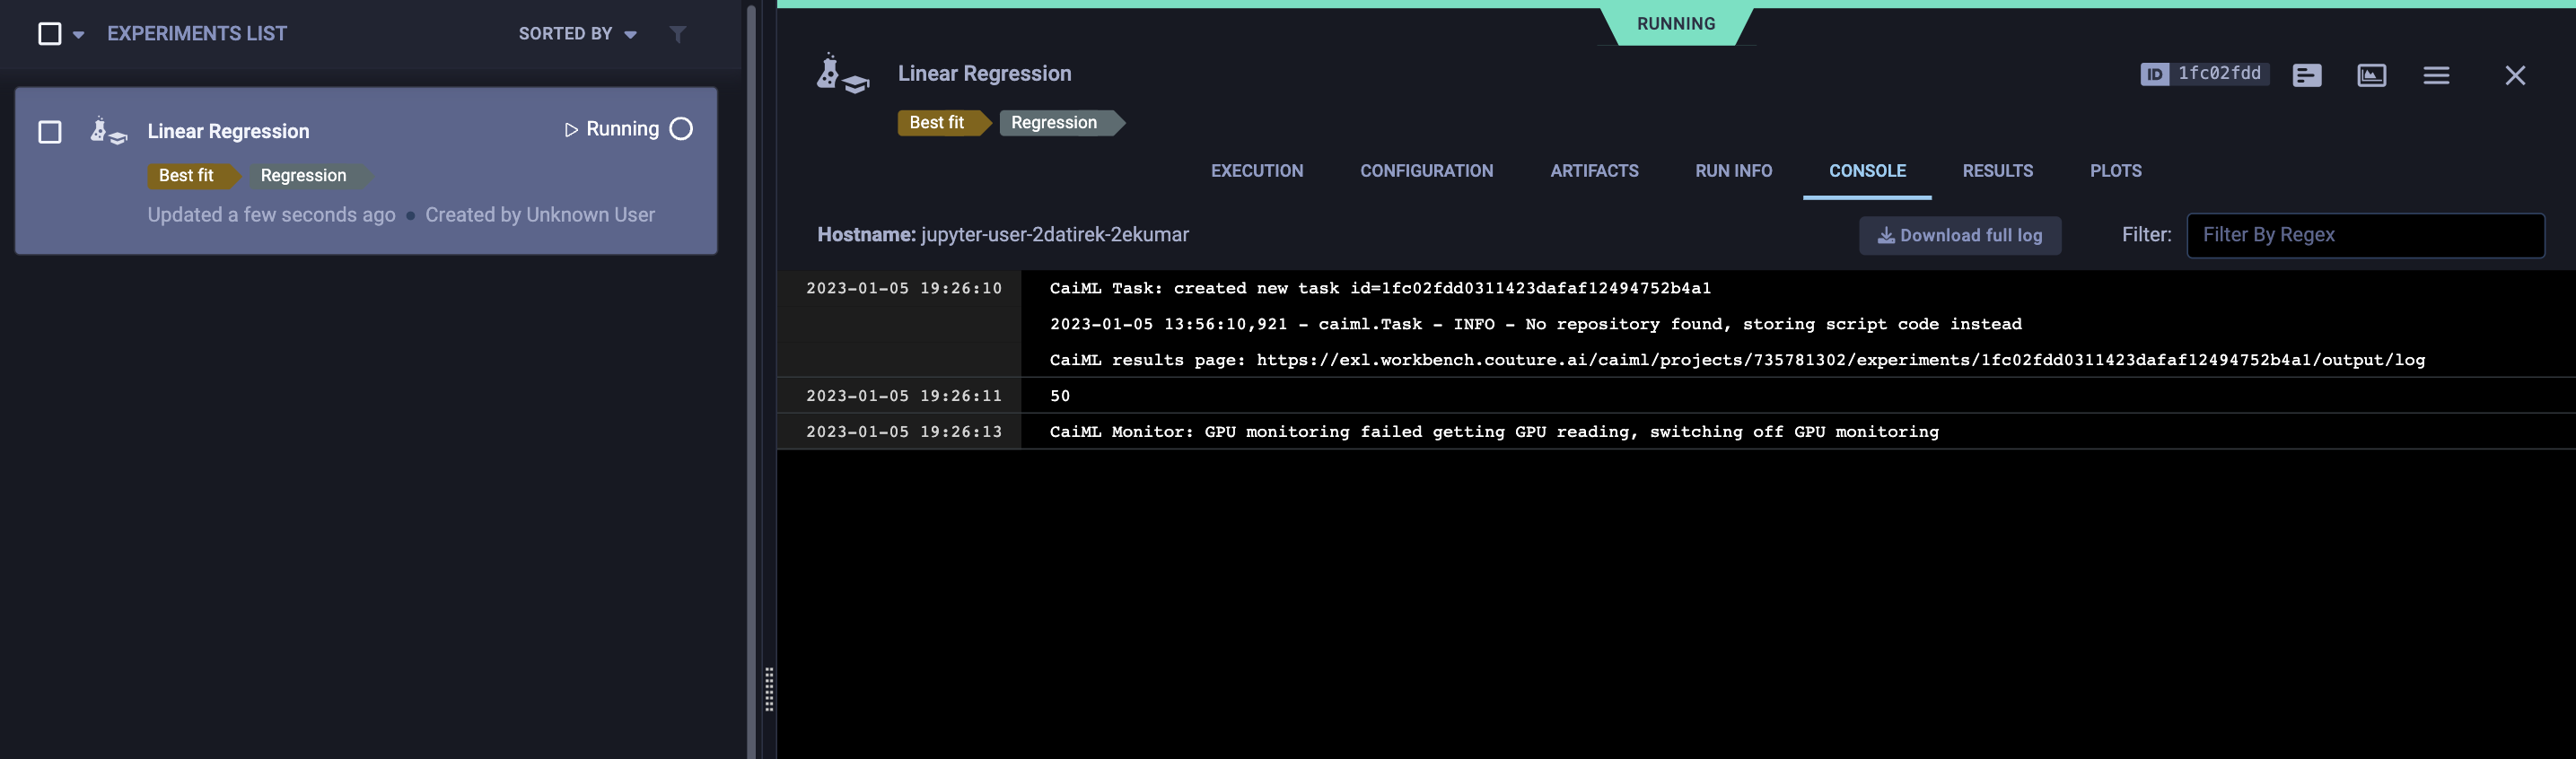 EXPERIMENTS LIST
SORTED BY
Linear Regression
Running
Best fit
Regression
Updated a few seconds ago • Created by Unknown User
RUNNING
Linear Regression
ID 1fc02fdd
Best fit
Regression
EXECUTION CONFIGURATION ARTIFACTS RUN INFO CONSOLE RESULTS PLOTS
Hostname: jupyter-user-2datirek-2ekumar
Download full log
Filter: Filter By Regex
2023-01-05 19:26:10 CaiML Task: created new task id=1fc02fdd0311423dafaf12494752b4a1
2023-01-05 13:56:10,921 - caiml.Task - INFO - No repository found, storing script code instead
CaiML results page: https://exl.workbench.couture.ai/caiml/projects/735781302/experiments/1fc02fdd0311423dafaf12494752b4a1/output/log
2023-01-05 19:26:11 50
2023-01-05 19:26:13 CaiML Monitor: GPU monitoring failed getting GPU reading, switching off GPU monitoring